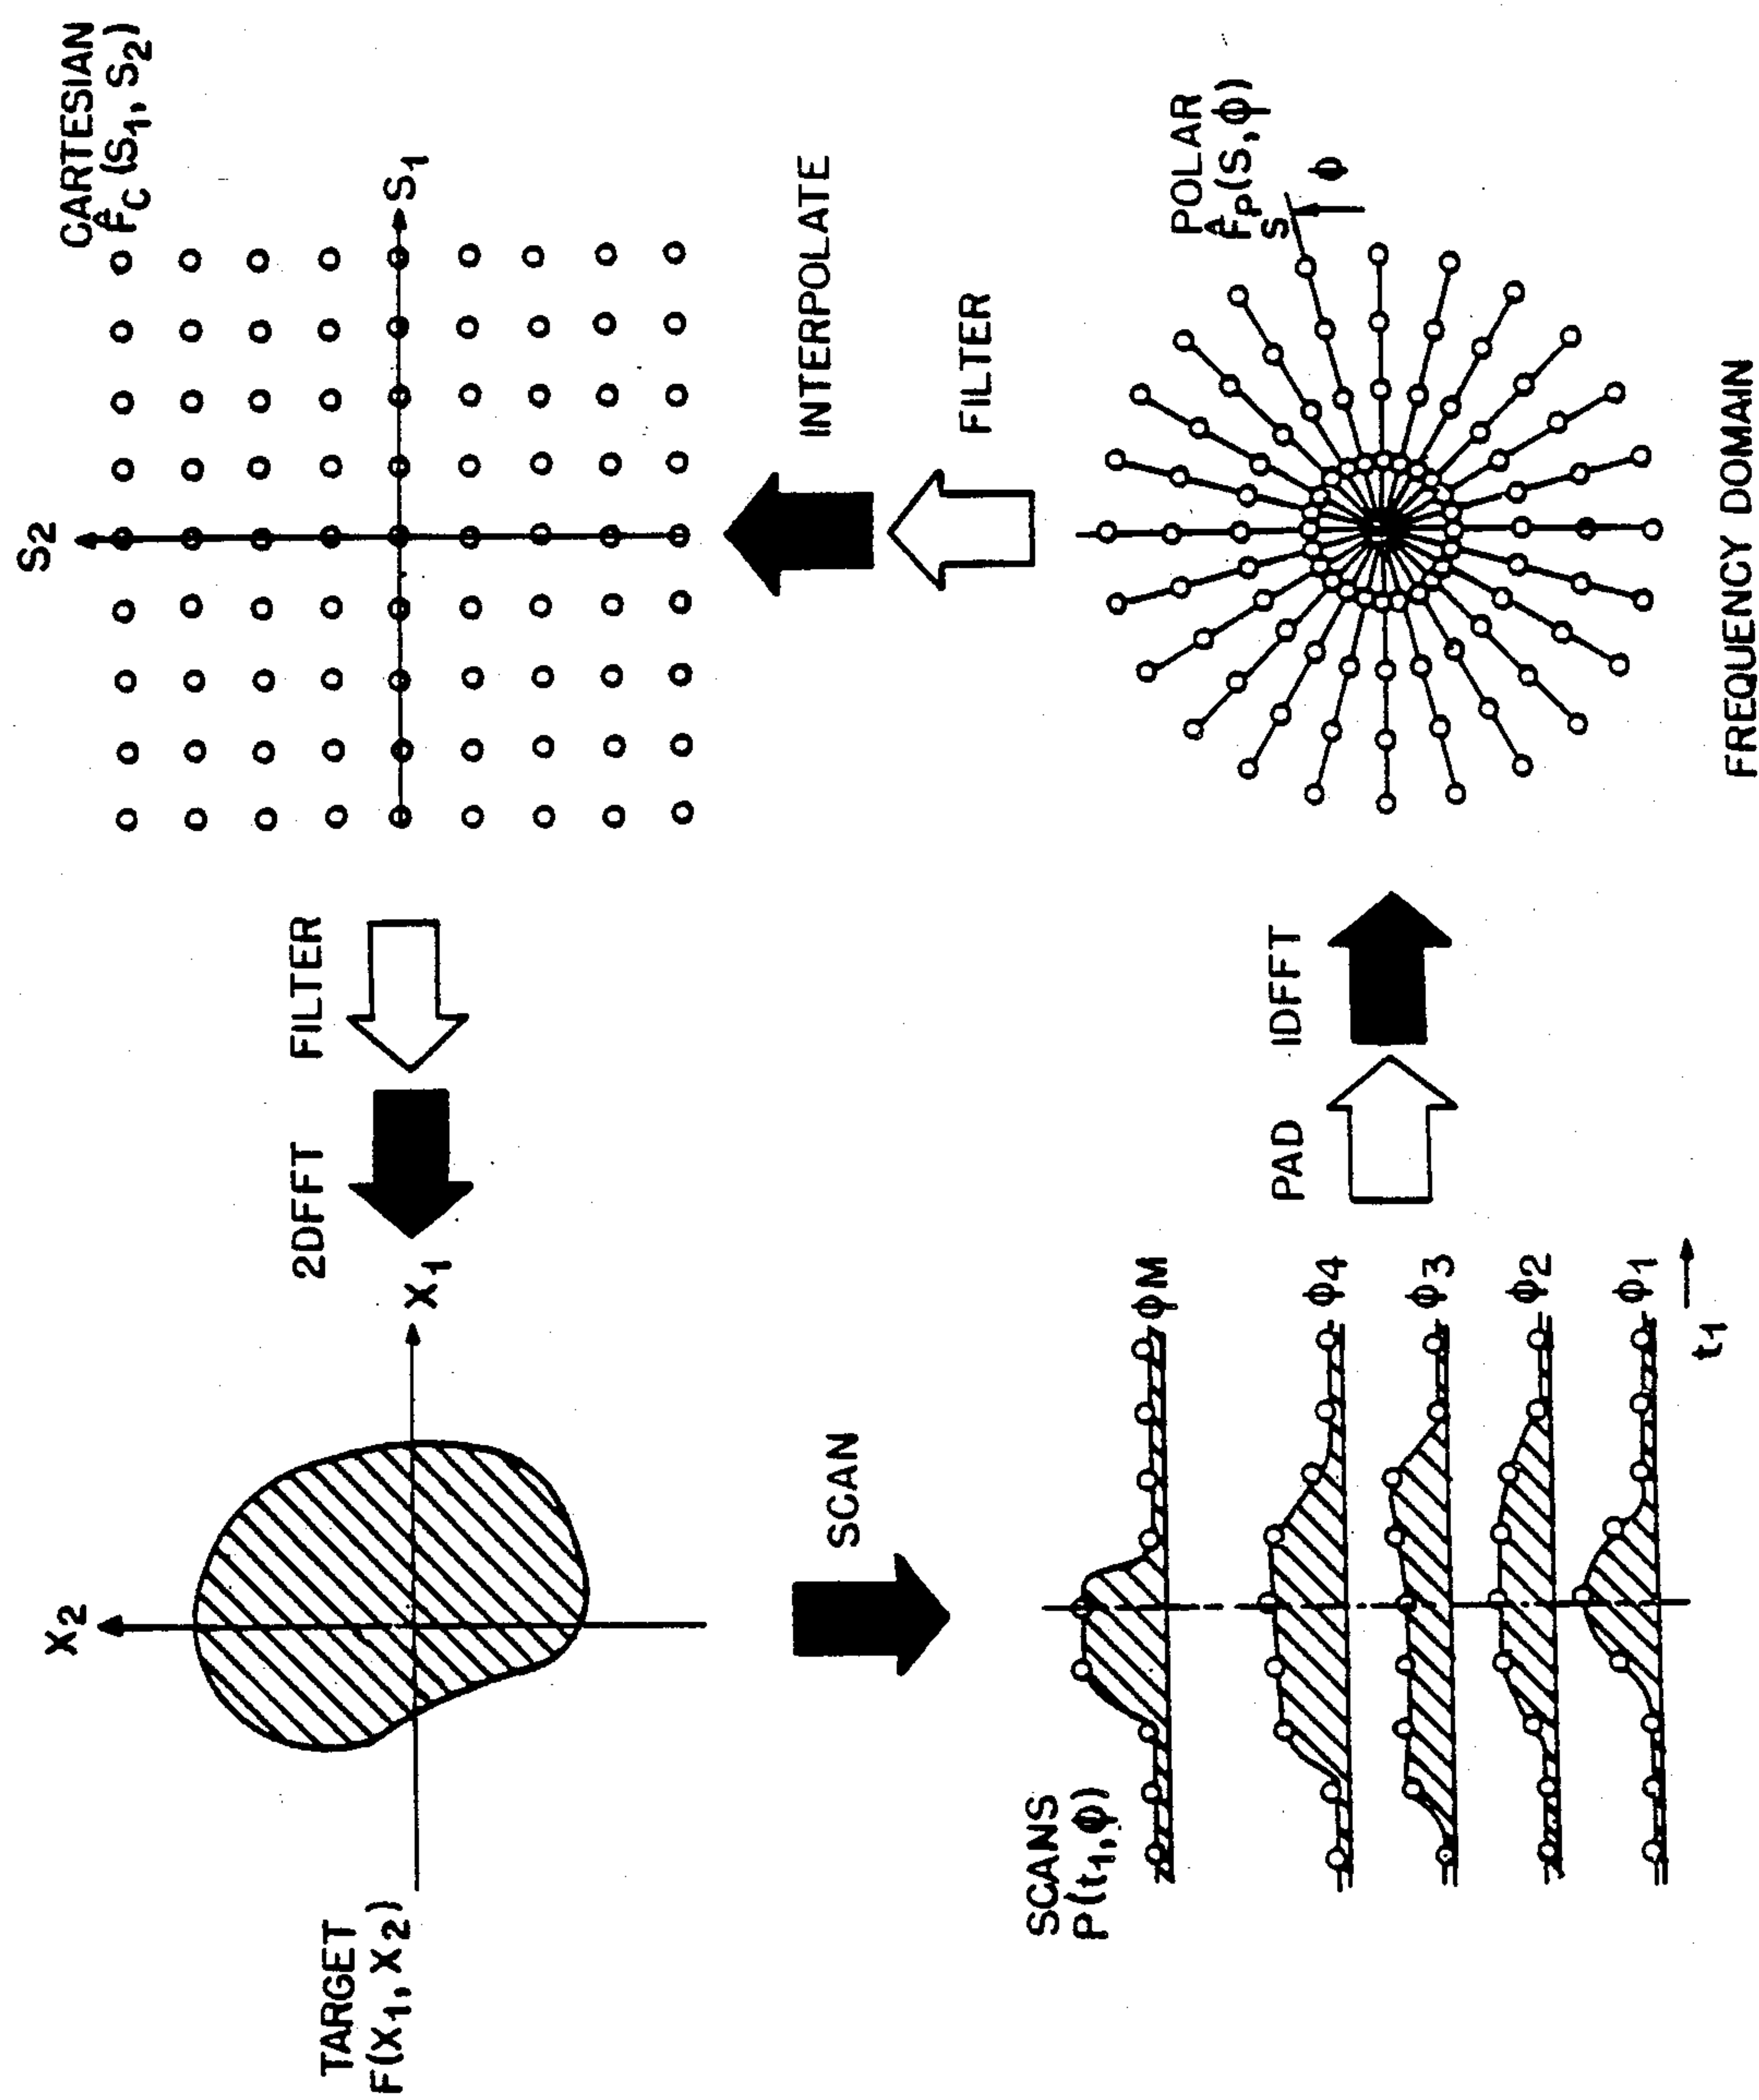 TARGET
F(X1, X2)
X2
X1
2DFFT
FILTER
S2
CARTESIAN
F̂C (S1, S2)
S1
SCAN
INTERPOLATE
FILTER
SCANS
P(t1, ϕ)
ϕM
ϕ4
ϕ3
ϕ2
ϕ1
t1
PAD
IDFFT
POLAR
F̂P(S, ϕ)
S
ϕ
FREQUENCY DOMAIN